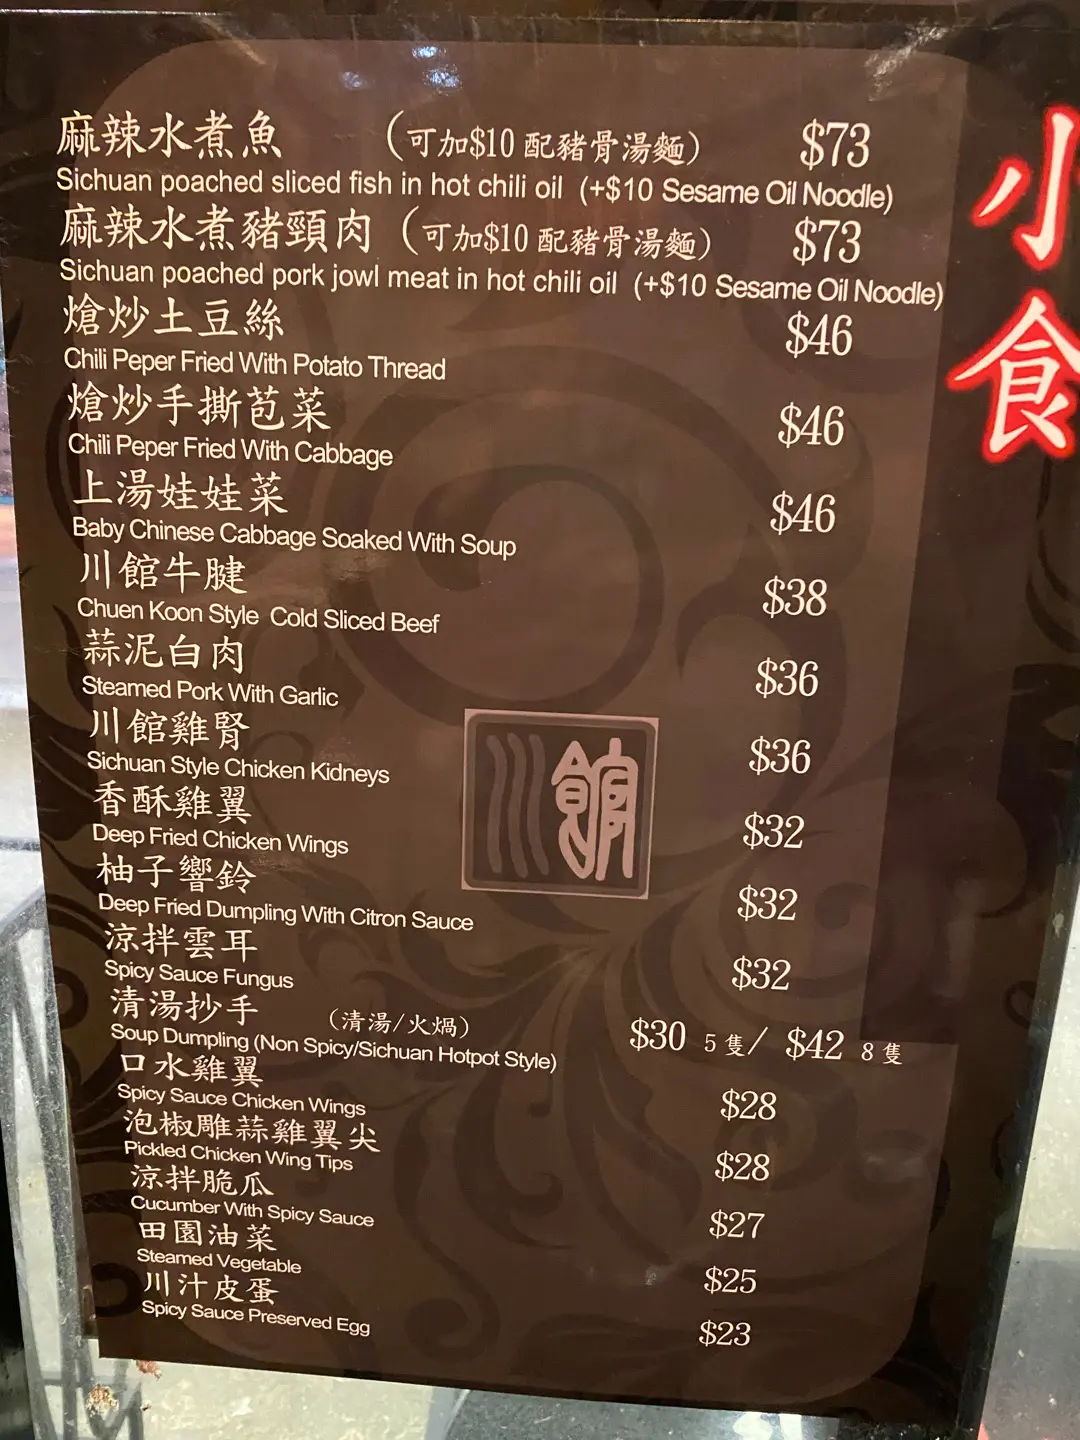 小食
麻辣水煮魚 (可加$10 配豬骨湯麵) $73
Sichuan poached sliced fish in hot chili oil (+$10 Sesame Oil Noodle)
麻辣水煮豬頸肉 (可加$10 配豬骨湯麵) $73
Sichuan poached pork jowl meat in hot chili oil (+$10 Sesame Oil Noodle)
熗炒土豆絲 $46
Chili Peper Fried With Potato Thread
熗炒手撕苞菜 $46
Chili Peper Fried With Cabbage
上湯娃娃菜 $46
Baby Chinese Cabbage Soaked With Soup
川館牛腱 $38
Chuen Koon Style Cold Sliced Beef
蒜泥白肉 $36
Steamed Pork With Garlic
川館雞腎 $36
Sichuan Style Chicken Kidneys
香酥雞翼 $32
Deep Fried Chicken Wings
柚子響鈴 $32
Deep Fried Dumpling With Citron Sauce
涼拌雲耳 $32
Spicy Sauce Fungus
清湯抄手 (清湯/火煱) $30 5隻/ $42 8隻
Soup Dumpling (Non Spicy/Sichuan Hotpot Style)
口水雞翼 $28
Spicy Sauce Chicken Wings
泡椒雕蒜雞翼尖 $28
Pickled Chicken Wing Tips
涼拌脆瓜 $27
Cucumber With Spicy Sauce
田園油菜 $25
Steamed Vegetable
川汁皮蛋 $23
Spicy Sauce Preserved Egg
川館